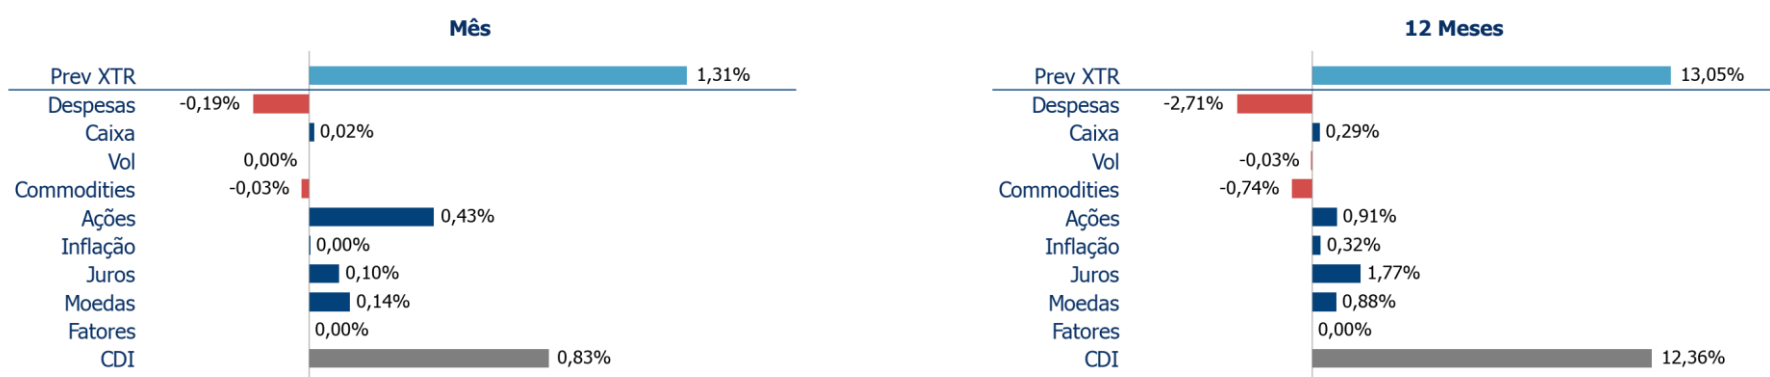 Mês
Prev XTR 1,31%
Despesas -0,19%
Caixa 0,02%
Vol 0,00%
Commodities -0,03%
Ações 0,43%
Inflação 0,00%
Juros 0,10%
Moedas 0,14%
Fatores 0,00%
CDI 0,83%
12 Meses
Prev XTR 13,05%
Despesas -2,71%
Caixa 0,29%
Vol -0,03%
Commodities -0,74%
Ações 0,91%
Inflação 0,32%
Juros 1,77%
Moedas 0,88%
Fatores 0,00%
CDI 12,36%